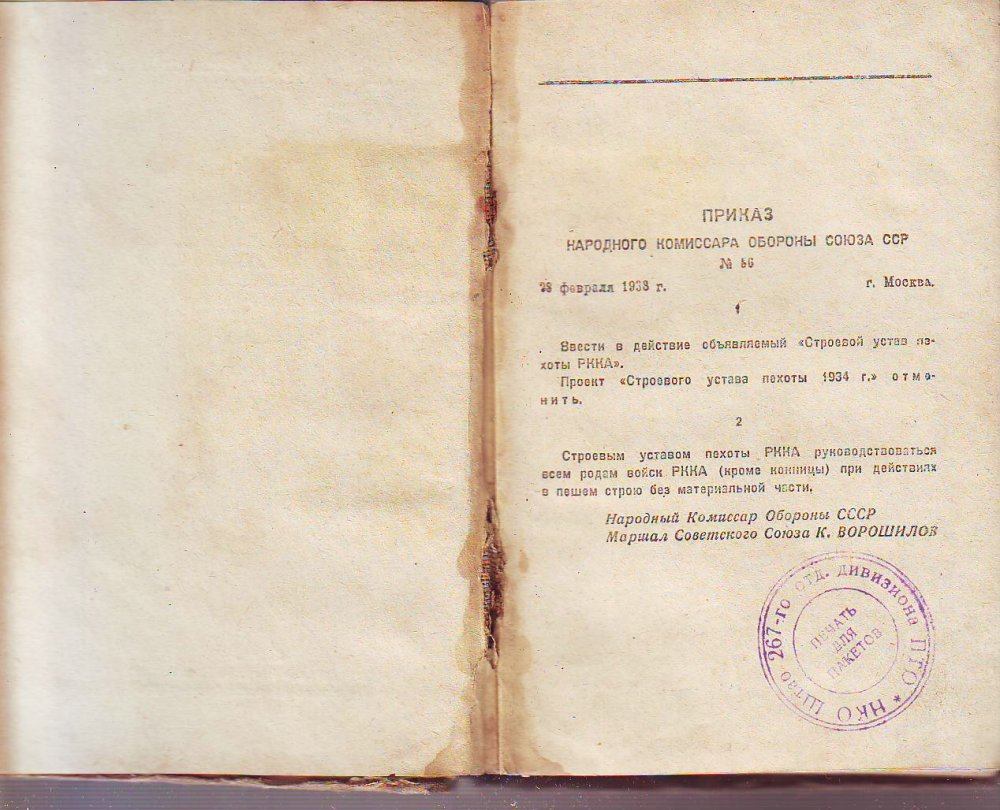 ПРИКАЗ
НАРОДНОГО КОМИССАРА ОБОРОНЫ СОЮЗА ССР
№ 56
февраля 1938 г. г. Москва.
1
Ввести в действие объявляемый «Строевой устав пе-
хоты РККА».
Проект «Строевого устава пехоты 1934 г.» отме-
нить.
2
Строевым уставом пехоты РККА руководствоваться
всем родам войск РККА (кроме конницы) при действиях
в пешем строю без материальной части.
Народный Комиссар Обороны СССР
Маршал Советского Союза К. ВОРОШИЛОВ
НКО Штаб 267-го отд. дивизиона ПТО *
ПЕЧАТЬ
ДЛЯ
ПАКЕТОВ